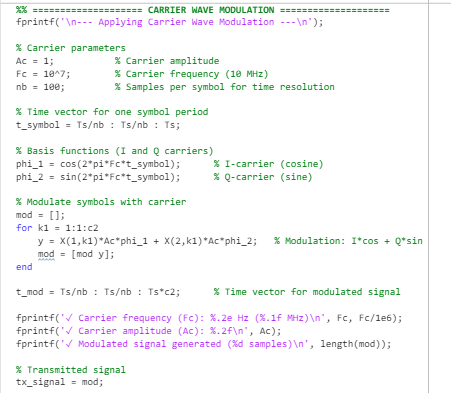 %% ==================== CARRIER WAVE MODULATION ====================
fprintf('\n--- Applying Carrier Wave Modulation ---\n');
% Carrier parameters
Ac = 1; % Carrier amplitude
Fc = 10^7; % Carrier frequency (10 MHz)
nb = 100; % Samples per symbol for time resolution
% Time vector for one symbol period
t_symbol = Ts/nb : Ts/nb : Ts;
% Basis functions (I and Q carriers)
phi_1 = cos(2*pi*Fc*t_symbol); % I-carrier (cosine)
phi_2 = sin(2*pi*Fc*t_symbol); % Q-carrier (sine)
% Modulate symbols with carrier
mod = [];
for k1 = 1:1:c2
y = X(1,k1)*Ac*phi_1 + X(2,k1)*Ac*phi_2; % Modulation: I*cos + Q*sin
mod = [mod y];
end
t_mod = Ts/nb : Ts/nb : Ts*c2; % Time vector for modulated signal
fprintf('✓ Carrier frequency (Fc): %.2e Hz (%.1f MHz)\n', Fc, Fc/1e6);
fprintf('✓ Carrier amplitude (Ac): %.2f\n', Ac);
fprintf('✓ Modulated signal generated (%d samples)\n', length(mod));
% Transmitted signal
tx_signal = mod;